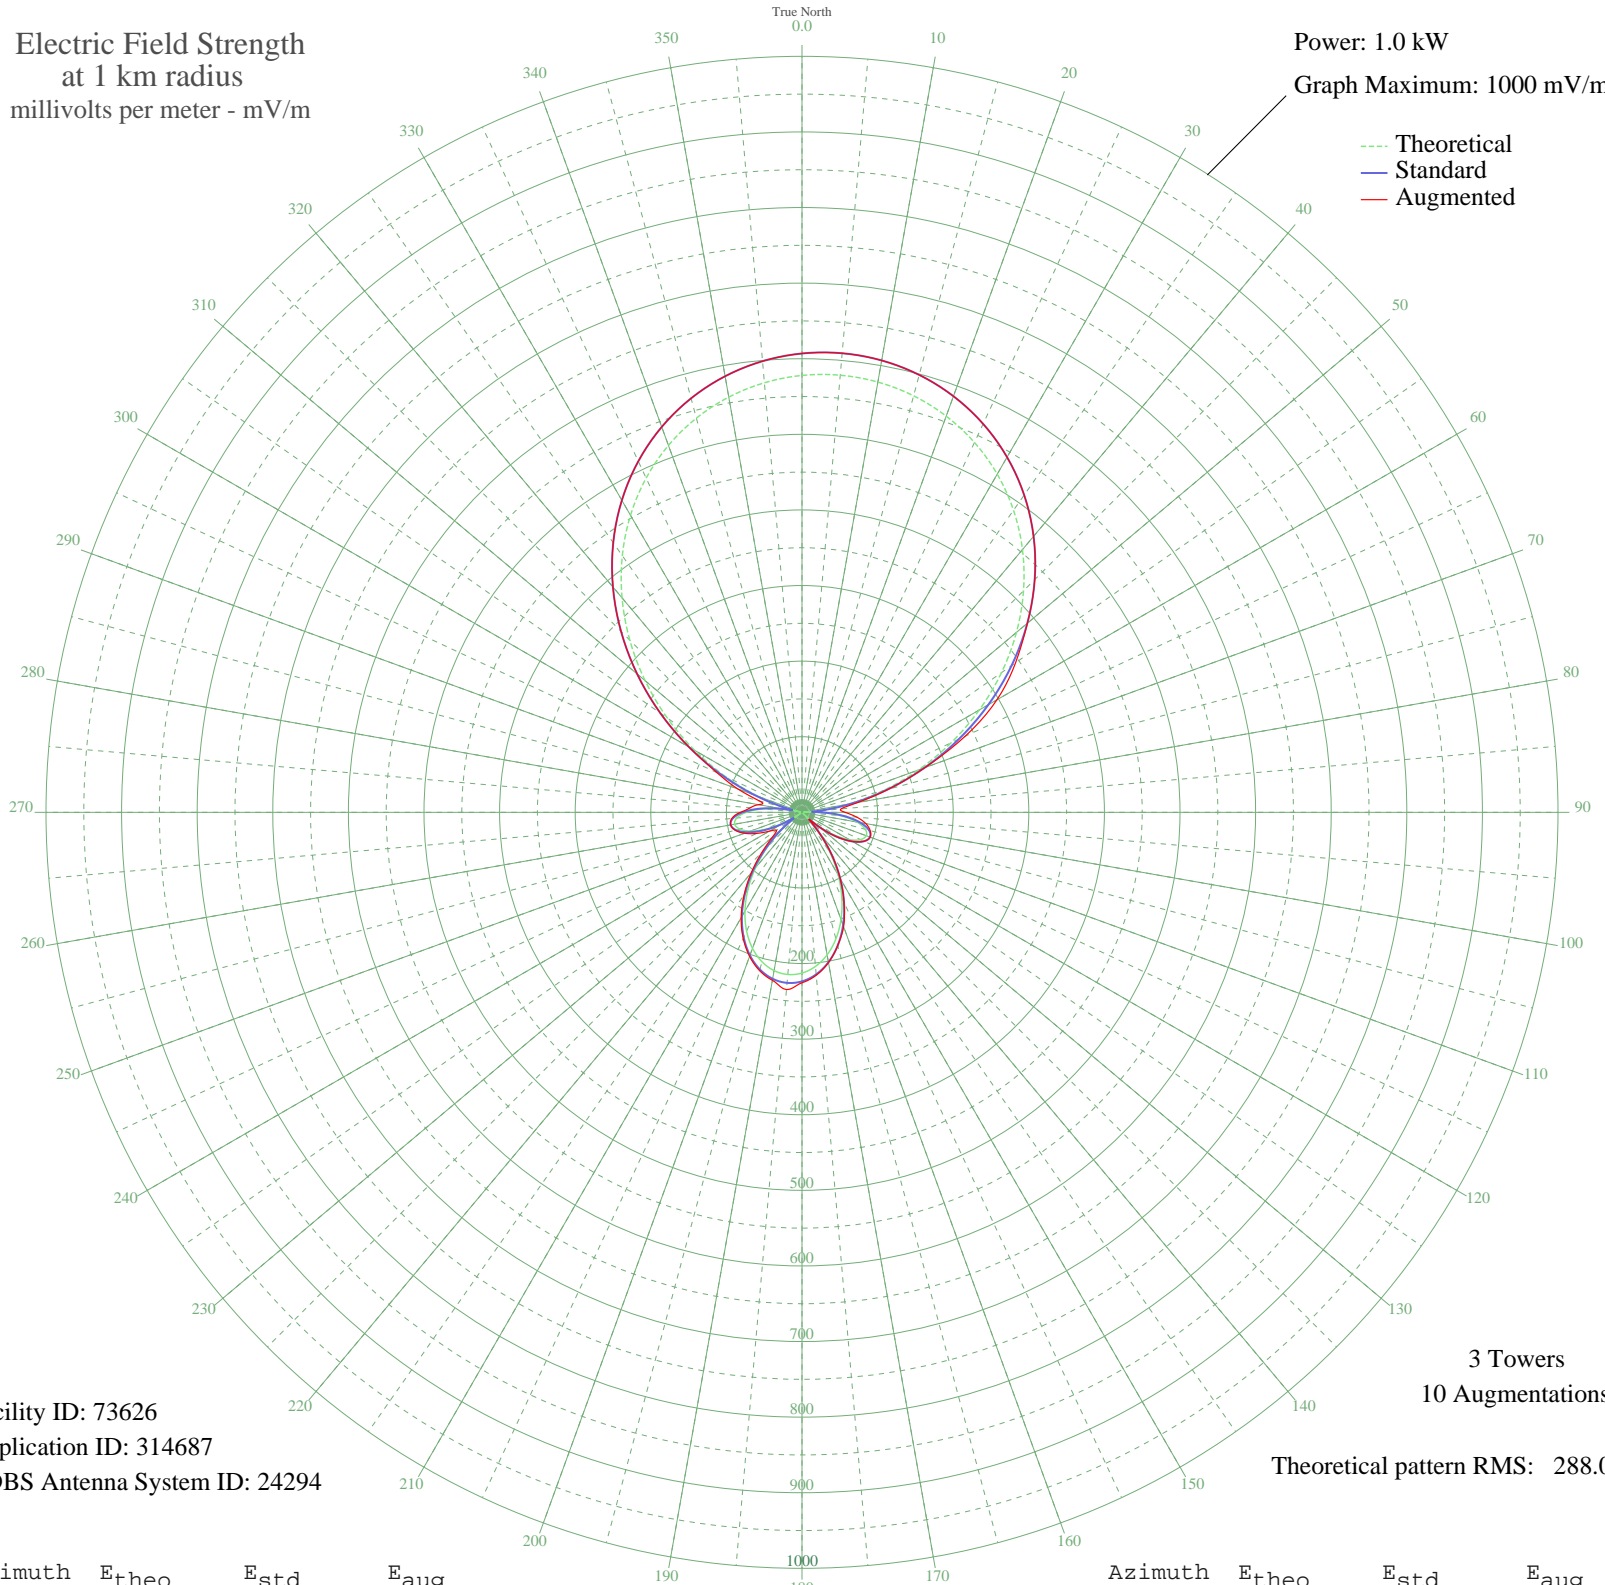 True North
0.0
Electric Field Strength
at 1 km radius
millivolts per meter - mV/m
Power: 1.0 kW
Graph Maximum: 1000 mV/m
Theoretical
Standard
Augmented
10
20
30
40
50
60
70
80
90
100
110
120
130
140
150
160
170
190
200
210
220
230
240
250
260
270
280
290
300
310
320
330
340
350
200
300
400
500
600
700
800
900
1000
3 Towers
10 Augmentations
Theoretical pattern RMS: 288.0
cility ID: 73626
plication ID: 314687
DBS Antenna System ID: 24294
imuth Etheo Estd Eaug
Azimuth Etheo Estd Eaug